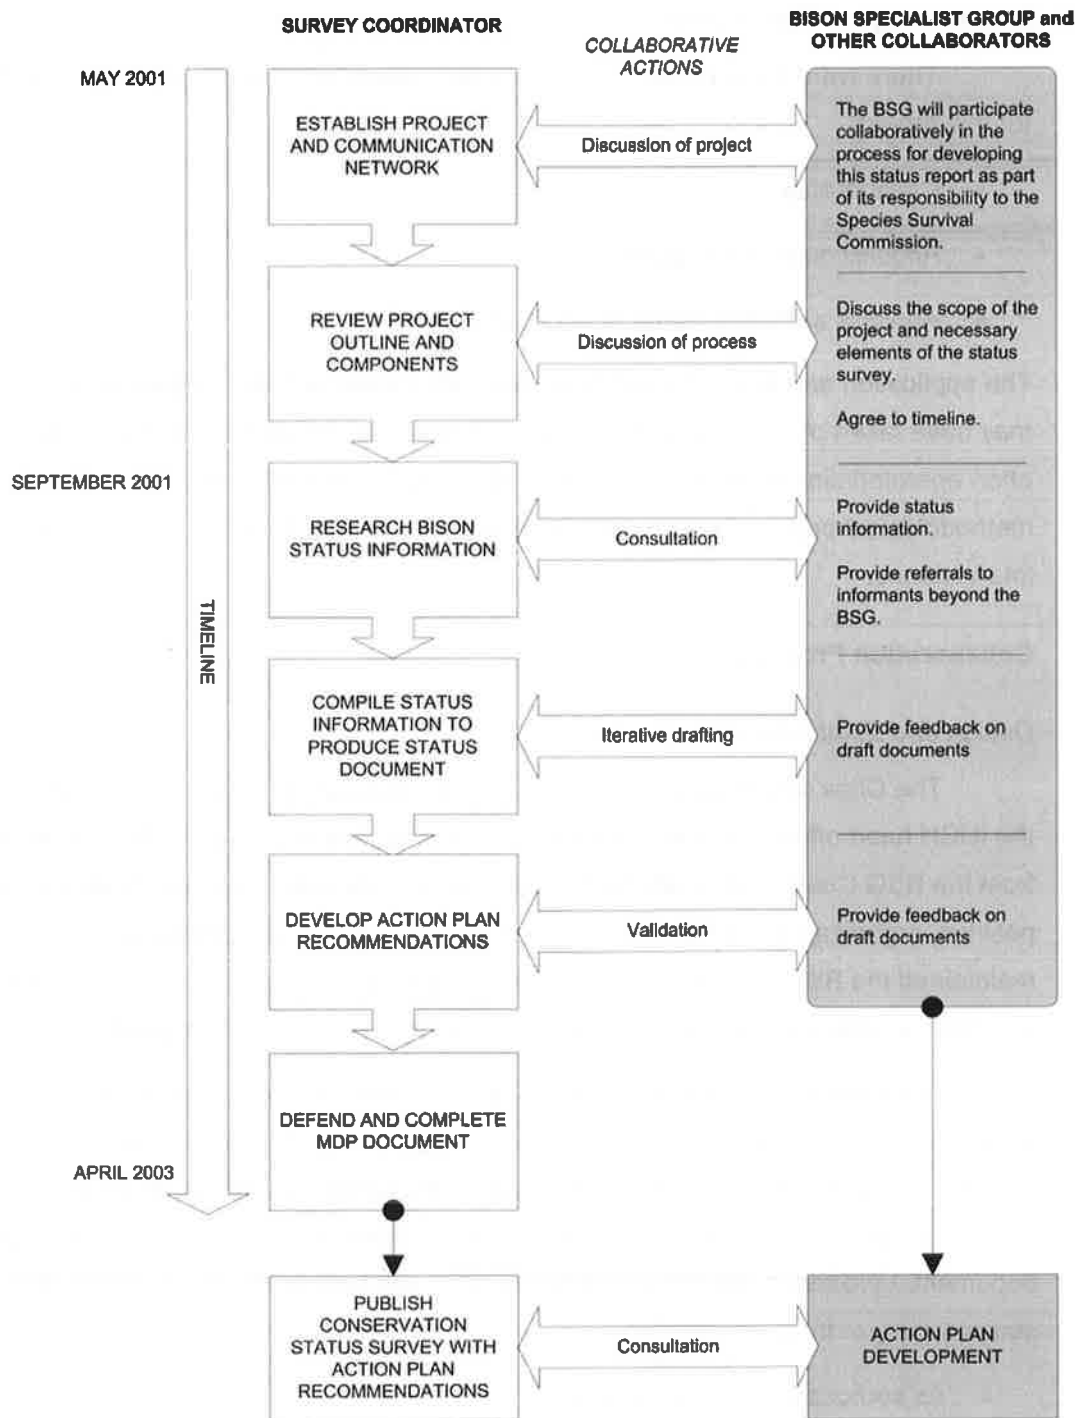 SURVEY COORDINATOR
COLLABORATIVE
ACTIONS
BISON SPECIALIST GROUP and
OTHER COLLABORATORS
MAY 2001
ESTABLISH PROJECT
AND COMMUNICATION
NETWORK
Discussion of project
The BSG will participate
collaboratively in the
process for developing
this status report as part
of its responsibility to the
Species Survival
Commission.
REVIEW PROJECT
OUTLINE AND
COMPONENTS
Discussion of process
Discuss the scope of the
project and necessary
elements of the status
survey.
Agree to timeline.
SEPTEMBER 2001
RESEARCH BISON
STATUS INFORMATION
Consultation
Provide status
information.
Provide referrals to
informants beyond the
BSG.
TIMELINE
COMPILE STATUS
INFORMATION TO
PRODUCE STATUS
DOCUMENT
Iterative drafting
Provide feedback on
draft documents
DEVELOP ACTION PLAN
RECOMMENDATIONS
Validation
Provide feedback on
draft documents
DEFEND AND COMPLETE
MDP DOCUMENT
APRIL 2003
PUBLISH
CONSERVATION
STATUS SURVEY WITH
ACTION PLAN
RECOMMENDATIONS
Consultation
ACTION PLAN
DEVELOPMENT